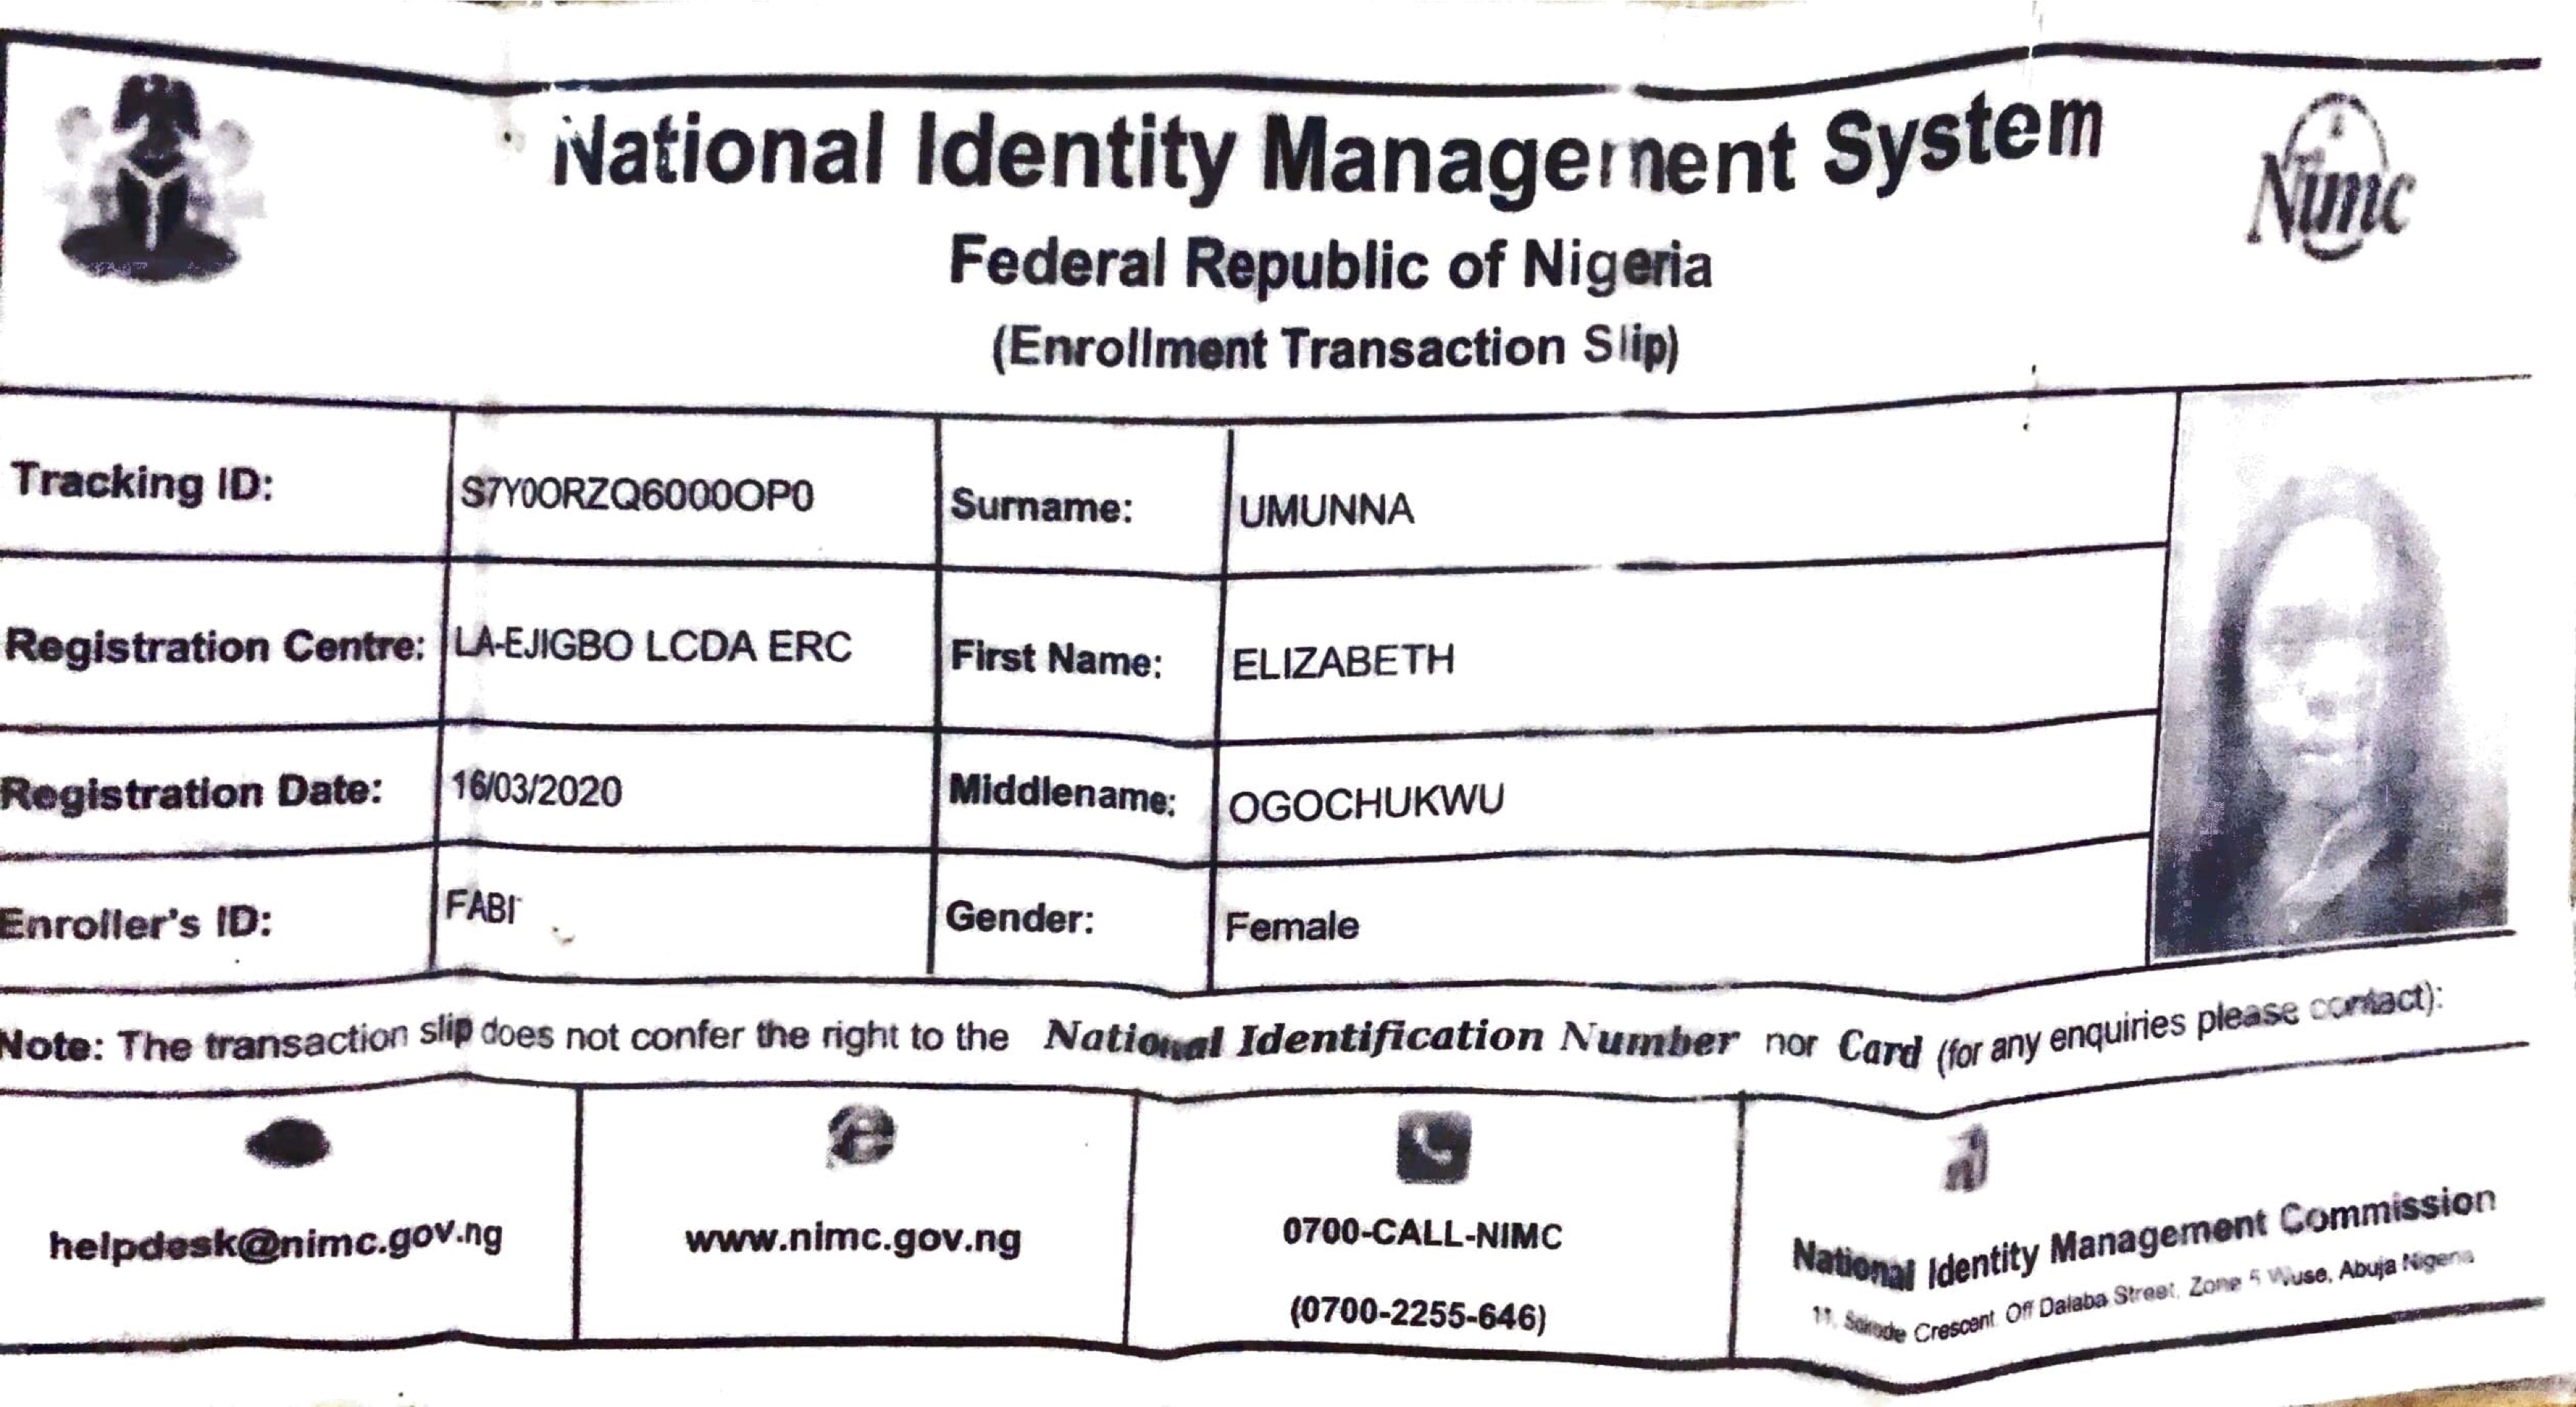 National Identity Management System
Nimc
Federal Republic of Nigeria
(Enrollment Transaction Slip)
Tracking ID: S7Y0ORZQ6000OP0 Surname: UMUNNA
Registration Centre: LA-EJIGBO LCDA ERC First Name: ELIZABETH
Registration Date: 16/03/2020 Middlename: OGOCHUKWU
Enroller's ID: FABI Gender: Female
Note: The transaction slip does not confer the right to the National Identification Number nor Card (for any enquiries please contact):
helpdesk@nimc.gov.ng
www.nimc.gov.ng
0700-CALL-NIMC
(0700-2255-646)
National Identity Management Commission
11, Crescent Off Dalaba Street, Zone 5 Wuse, Abuja Nigeria